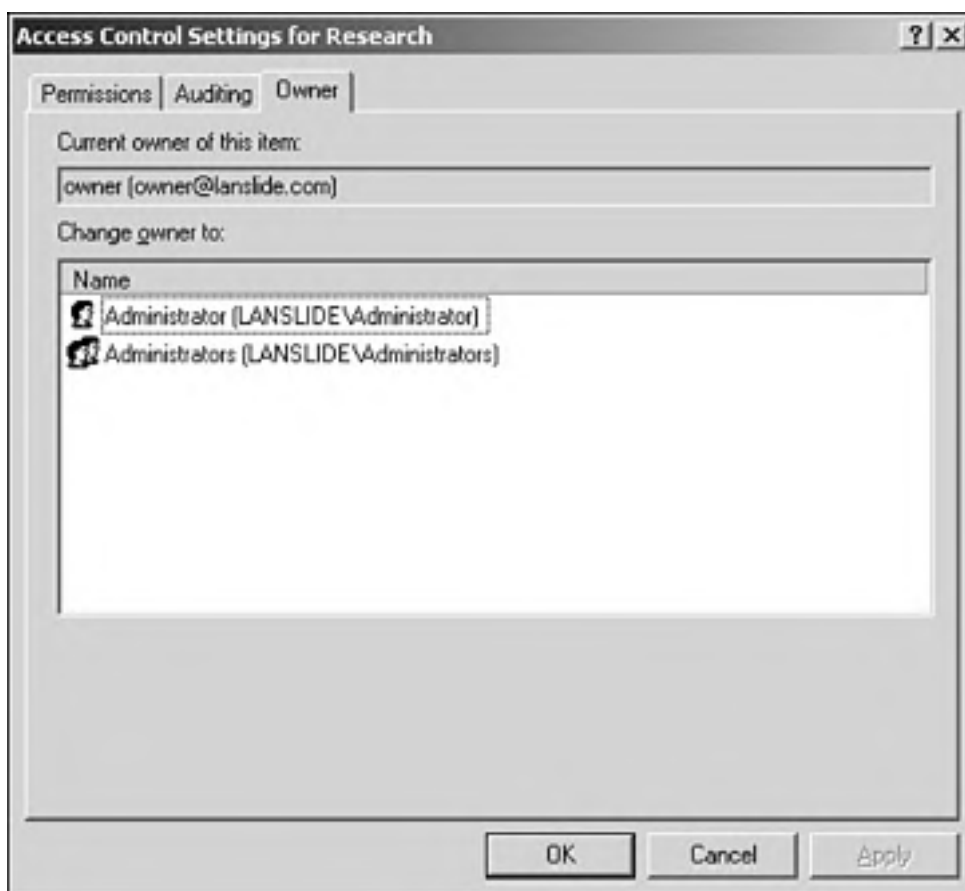 Access Control Settings for Research
Permissions Auditing Owner
Current owner of this item:
owner (owner@lanslide.com)
Change owner to:
Name
Administrator (LANSLIDE\Administrator)
Administrators (LANSLIDE\Administrators)
OK Cancel Apply